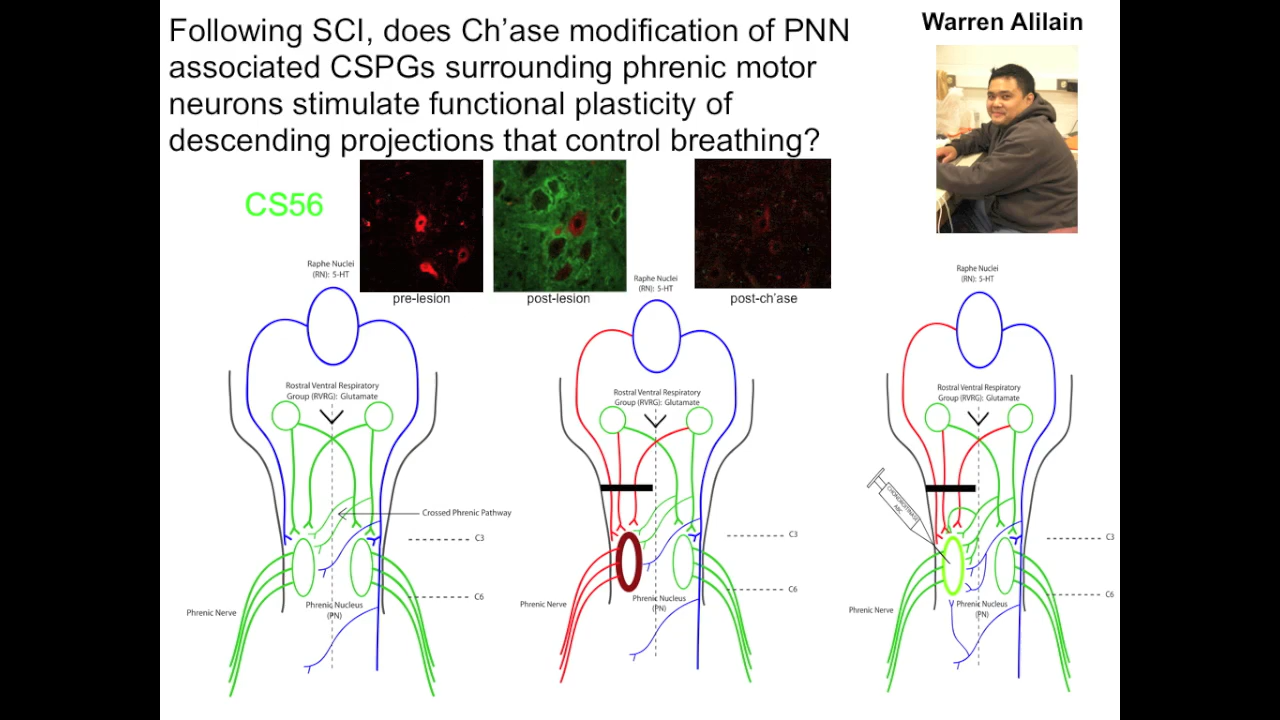 Following SCI, does Ch'ase modification of PNN
associated CSPGs surrounding phrenic motor
neurons stimulate functional plasticity of
descending projections that control breathing?
Warren Alilain
CS56
pre-lesion
post-lesion
post-ch'ase
Raphe Nuclei
(RN): 5-HT
Rostral Ventral Respiratory
Group (RVRG): Glutamate
Crossed Phrenic Pathway
C3
C6
Phrenic Nerve
Phrenic Nucleus
(PN)
Raphe Nuclei
(RN): 5-HT
Rostral Ventral Respiratory
Group (RVRG): Glutamate
C3
C6
Phrenic Nerve
Phrenic Nucleus
(PN)
Raphe Nuclei
(RN): 5-HT
Rostral Ventral Respiratory
Group (RVRG): Glutamate
CHONDROITINASE
ABC
C3
C6
Phrenic Nerve
Phrenic Nucleus
(PN)